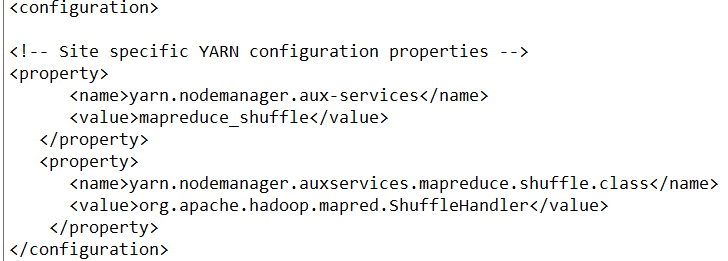 <configuration>
<!-- Site specific YARN configuration properties -->
<property>
<name>yarn.nodemanager.aux-services</name>
<value>mapreduce_shuffle</value>
</property>
<property>
<name>yarn.nodemanager.auxservices.mapreduce.shuffle.class</name>
<value>org.apache.hadoop.mapred.ShuffleHandler</value>
</property>
</configuration>